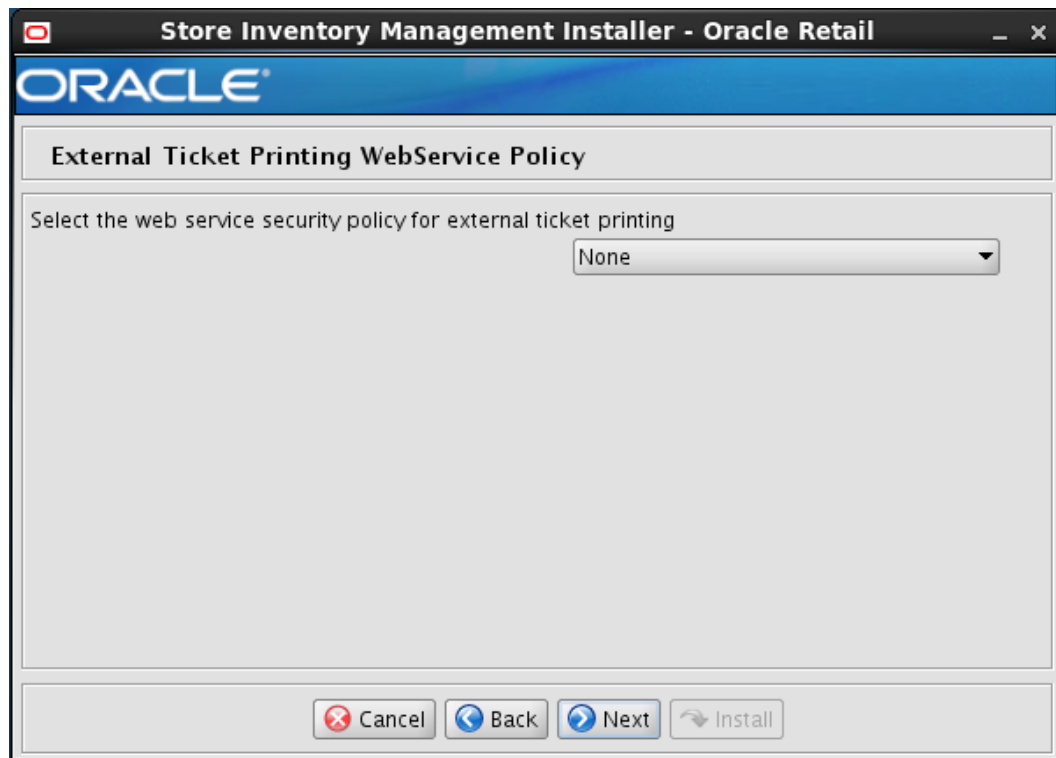 Store Inventory Management Installer - Oracle Retail
ORACLE
External Ticket Printing WebService Policy
Select the web service security policy for external ticket printing
None
Cancel Back Next Install